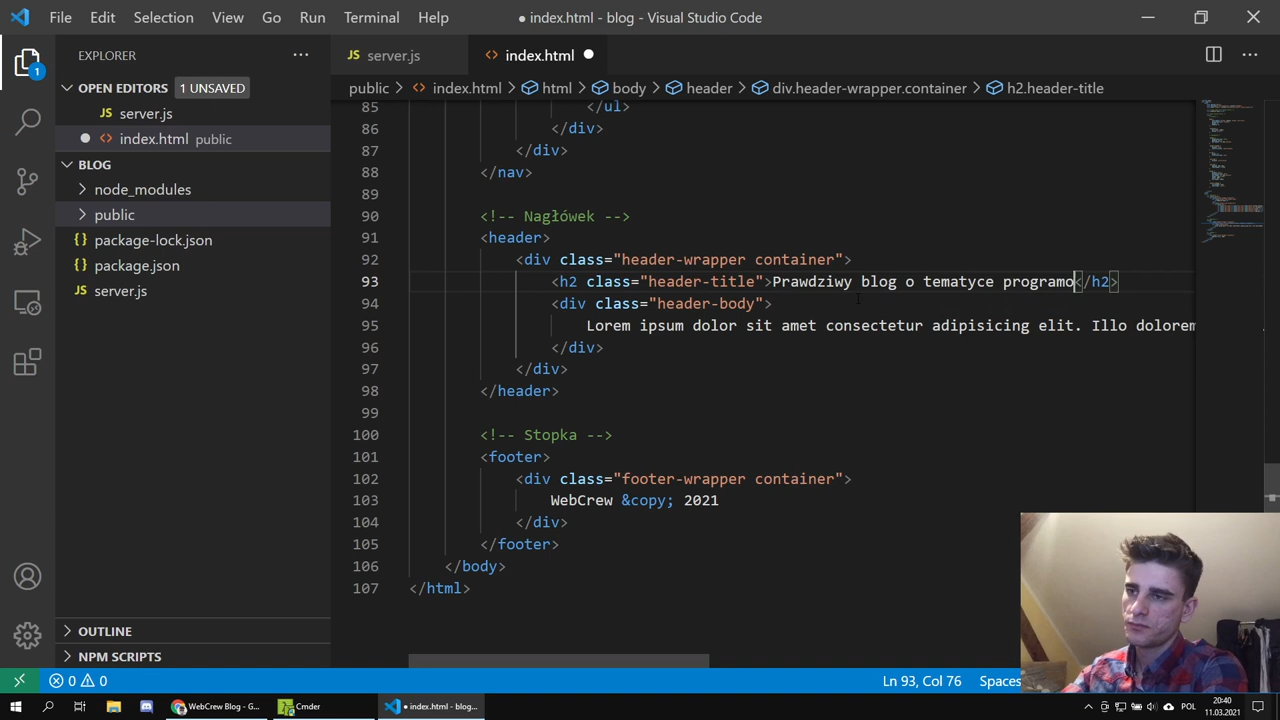 File Edit Selection View Go Run Terminal Help
● index.html - blog - Visual Studio Code
EXPLORER
OPEN EDITORS 1 UNSAVED
JS server.js
<> index.html public
BLOG
node_modules
public
{} package-lock.json
{} package.json
JS server.js
OUTLINE
NPM SCRIPTS
1
JS server.js
<> index.html
public > <> index.html > html > body > header > div.header-wrapper.container > h2.header-title
85 </ul>
86 </div>
87 </div>
88 </nav>
89
90 <!-- Nagłówek -->
91 <header>
92 <div class="header-wrapper container">
93 <h2 class="header-title">Prawdziwy blog o tematyce programo</h2>
94 <div class="header-body">
95 Lorem ipsum dolor sit amet consectetur adipisicing elit. Illo dolorem
96 </div>
97 </div>
98 </header>
99
100 <!-- Stopka -->
101 <footer>
102 <div class="footer-wrapper container">
103 WebCrew &copy; 2021
104 </div>
105 </footer>
106 </body>
107 </html>
0 0
Ln 93, Col 76 Spaces
WebCrew Blog - G...
Cmder
● index.html - blog...
POL
20:40
11.03.2021